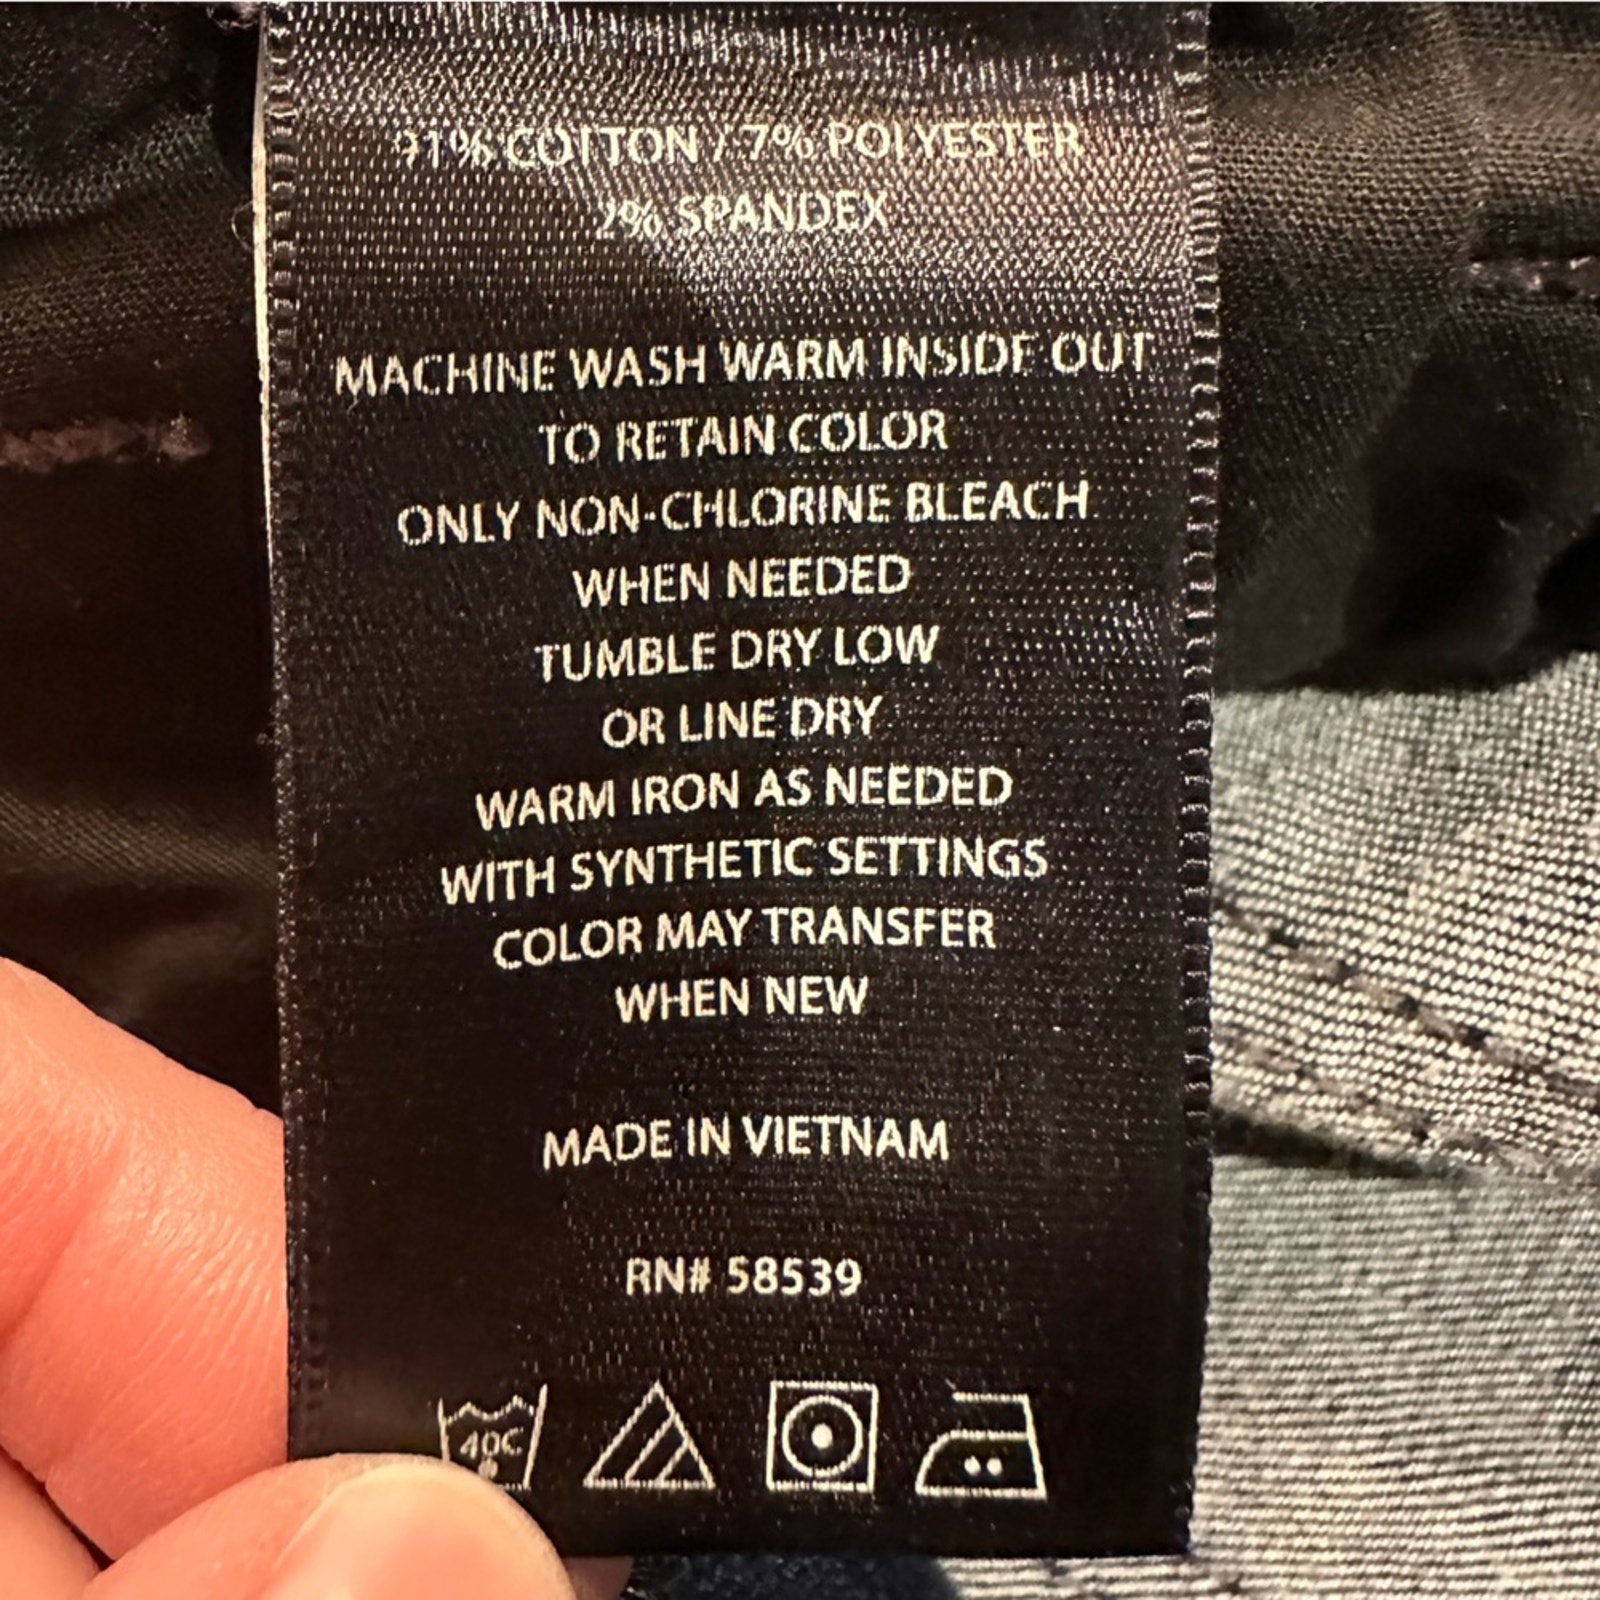 91% COTTON / 7% POLYESTER
2% SPANDEX
MACHINE WASH WARM INSIDE OUT
TO RETAIN COLOR
ONLY NON-CHLORINE BLEACH
WHEN NEEDED
TUMBLE DRY LOW
OR LINE DRY
WARM IRON AS NEEDED
WITH SYNTHETIC SETTINGS
COLOR MAY TRANSFER
WHEN NEW
MADE IN VIETNAM
RN# 58539
40C